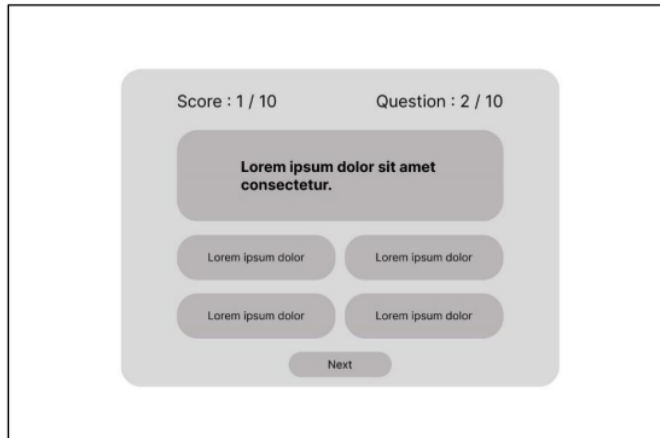 Score : 1 / 10
Question : 2 / 10
Lorem ipsum dolor sit amet
consectetur.
Lorem ipsum dolor
Lorem ipsum dolor
Lorem ipsum dolor
Lorem ipsum dolor
Next